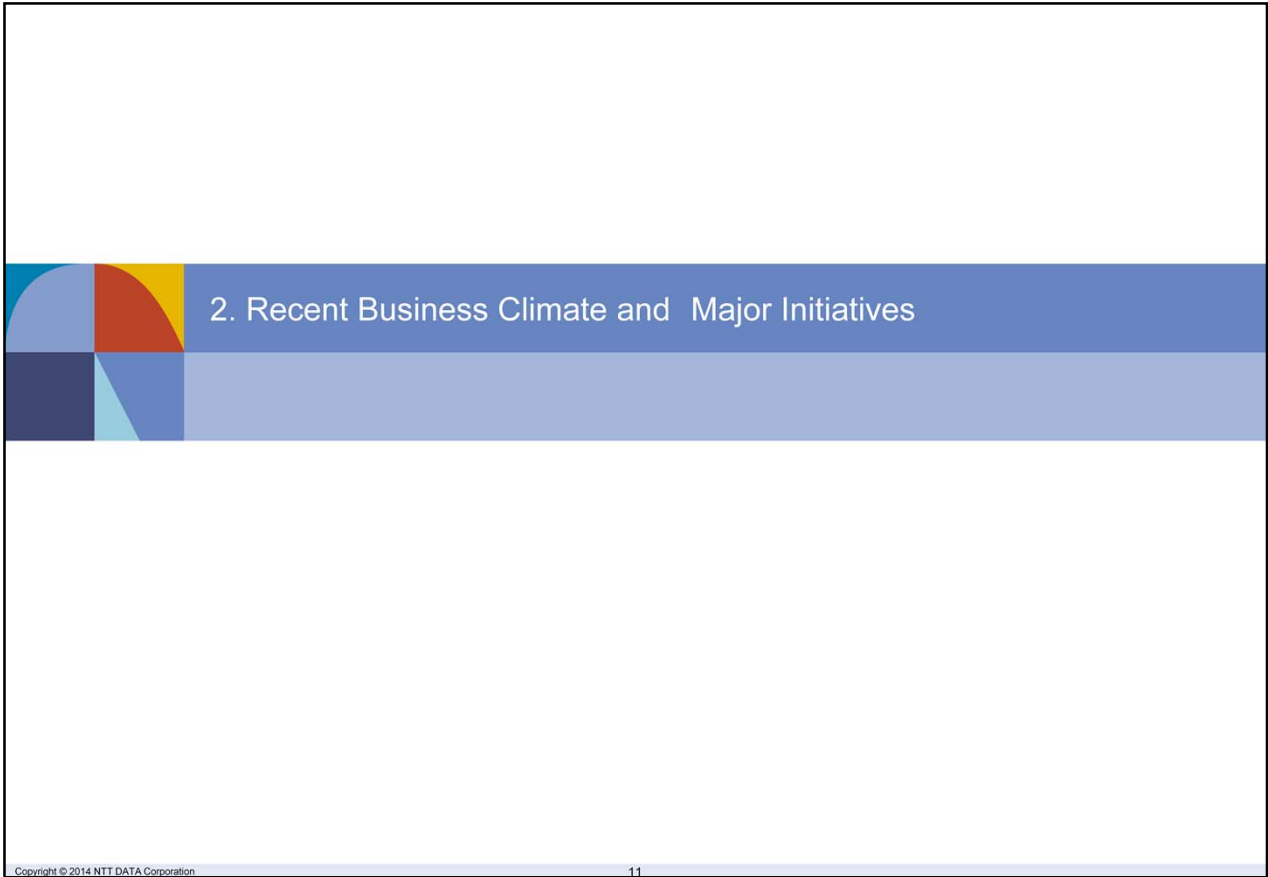 2. Recent Business Climate and  Major Initiatives
Copyright © 2014 NTT DATA Corporation
11